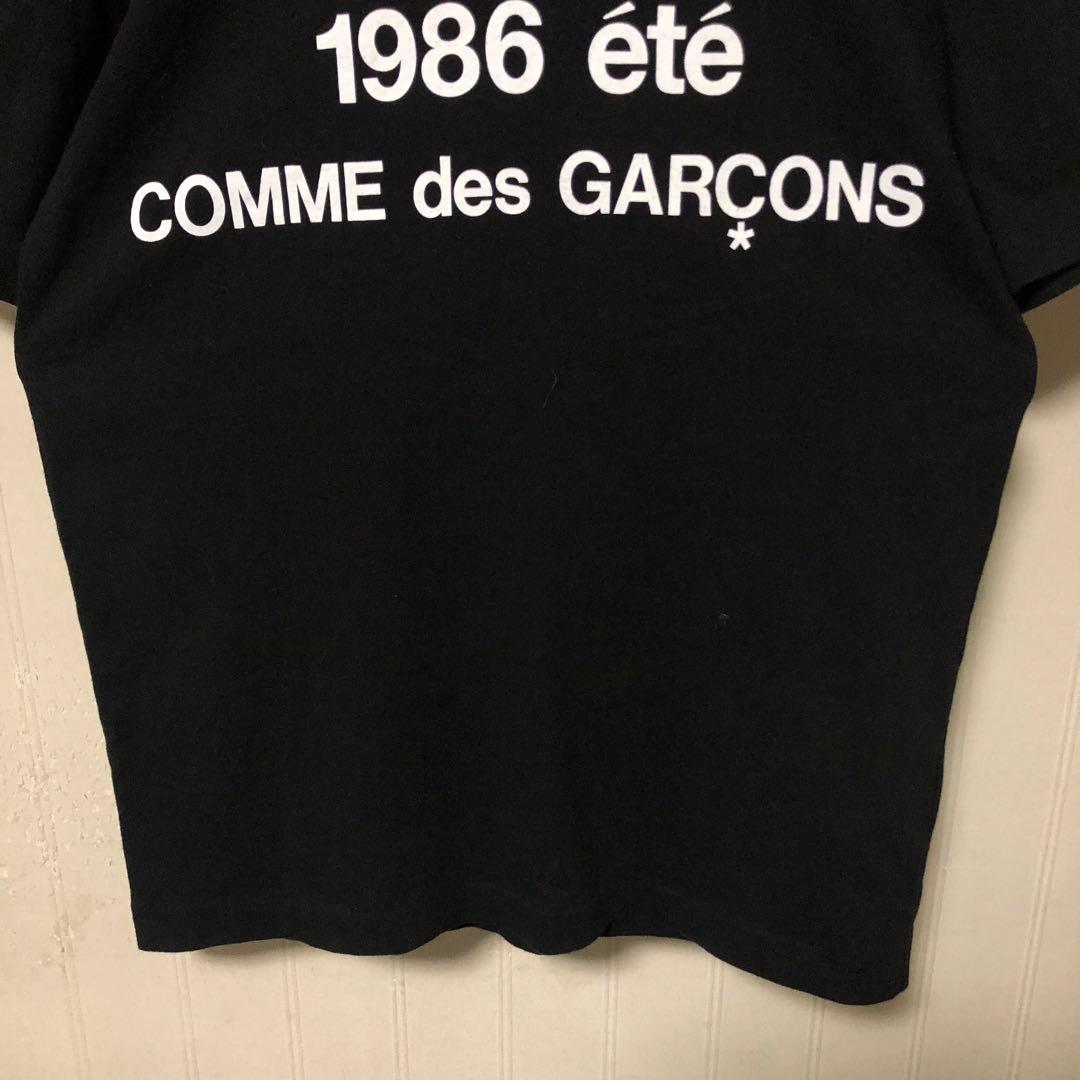 1986 été
COMME des GARÇONS
*